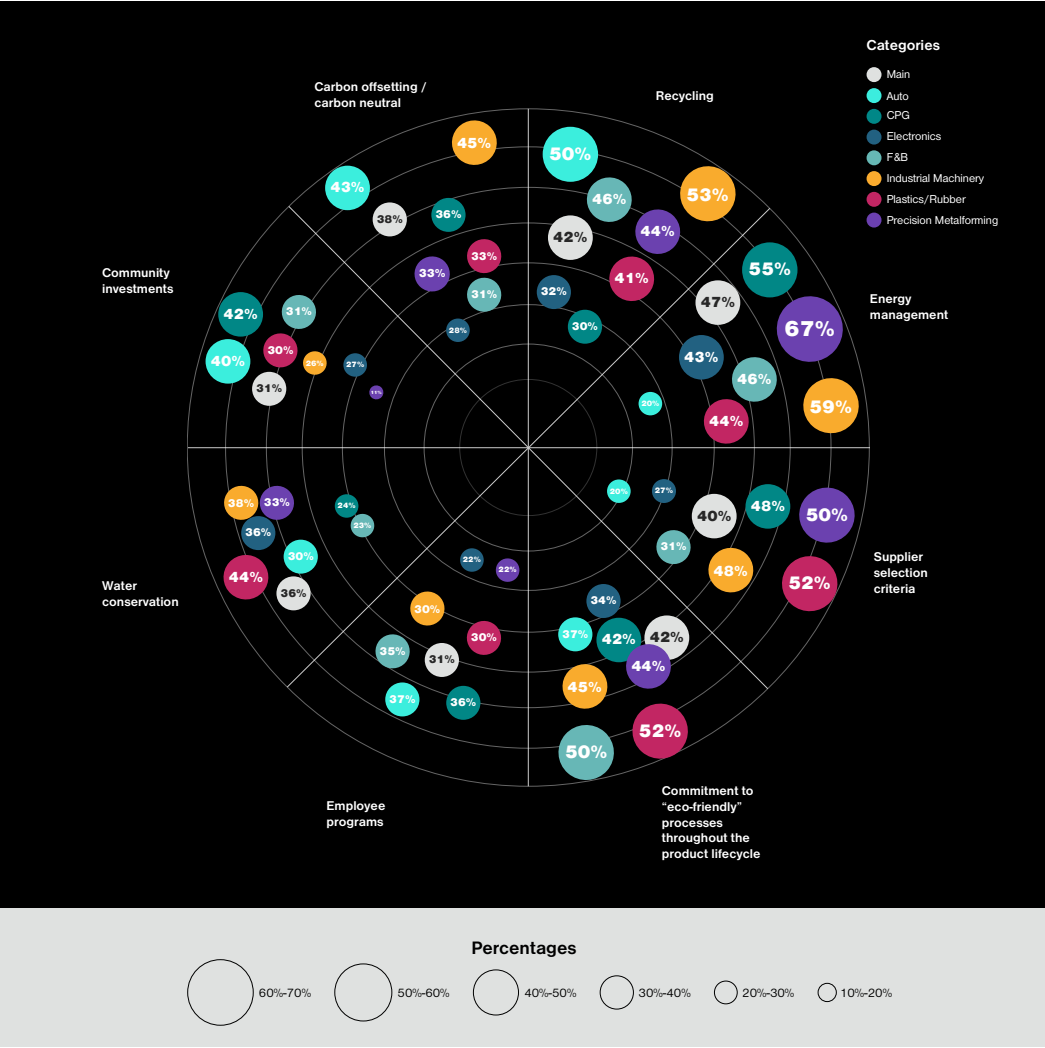 Categories
Main
Auto
CPG
Electronics
F&B
Industrial Machinery
Plastics/Rubber
Precision Metalforming
Carbon offsetting /
carbon neutral
45%
43%
38%
36%
33%
33%
31%
28%
Recycling
50%
53%
46%
44%
42%
41%
32%
30%
Energy
management
55%
47%
67%
43%
46%
59%
44%
20%
Community
investments
42%
31%
40%
30%
26%
27%
31%
11%
Supplier
selection
criteria
20%
27%
40%
48%
50%
31%
48%
52%
Water
conservation
38%
33%
24%
23%
36%
30%
44%
36%
Employee
programs
22%
22%
30%
30%
35%
31%
37%
36%
Commitment to
“eco-friendly”
processes
throughout the
product lifecycle
34%
37%
42%
42%
44%
45%
52%
50%
Percentages
60%-70%
50%-60%
40%-50%
30%-40%
20%-30%
10%-20%